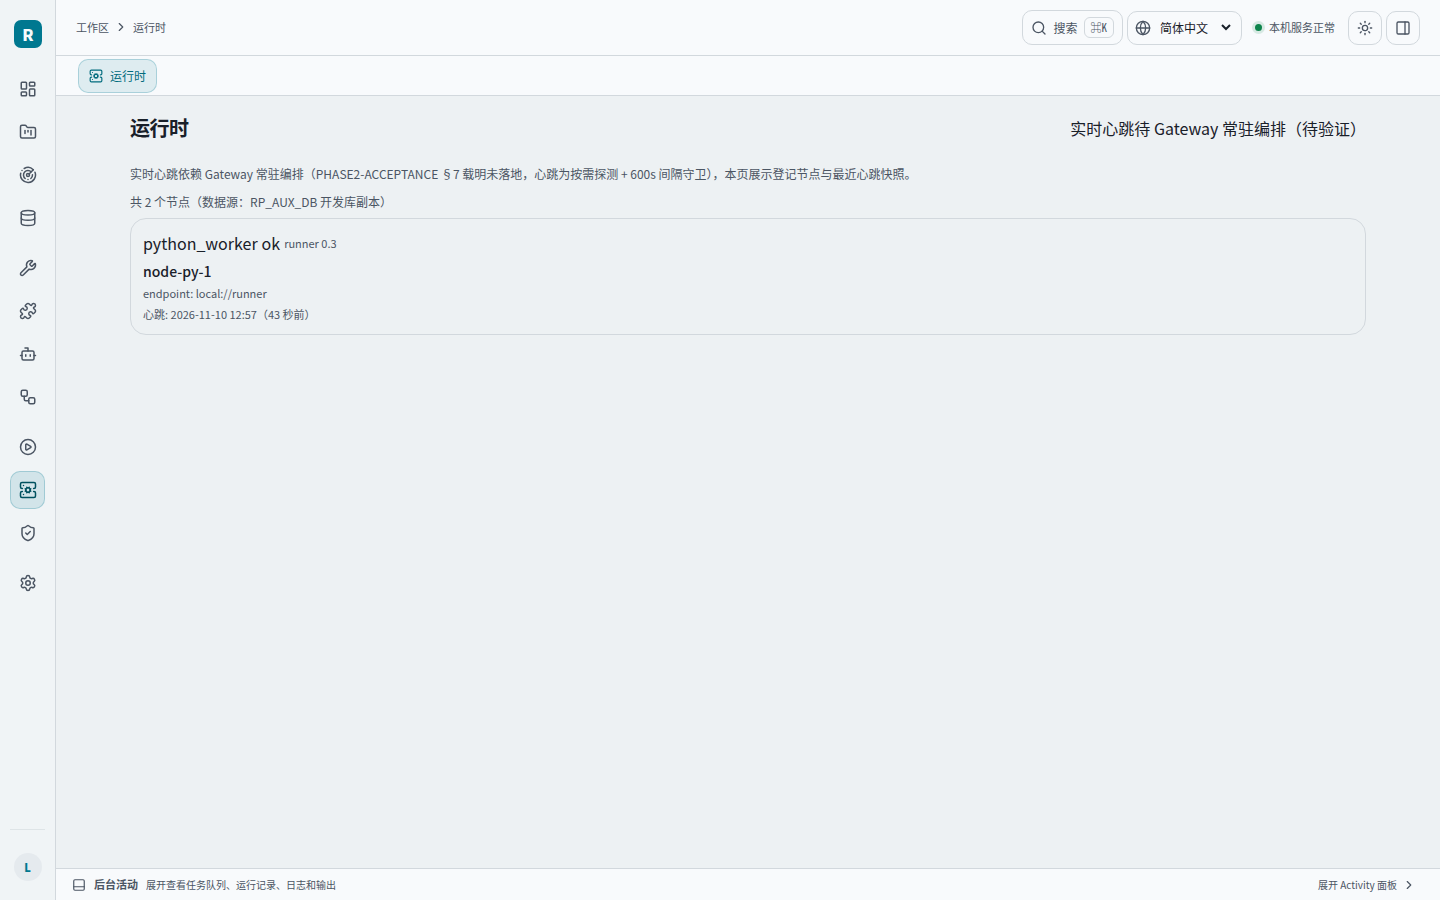 R
工作区 > 运行时
搜索 ⌘K
简体中文
本机服务正常
运行时
运行时
实时心跳待 Gateway 常驻编排（待验证）
实时心跳依赖 Gateway 常驻编排（PHASE2-ACCEPTANCE §7 载明未落地，心跳为按需探测 + 600s 间隔守卫），本页展示登记节点与最近心跳快照。
共 2 个节点（数据源：RP_AUX_DB 开发库副本）
python_worker ok runner 0.3
node-py-1
endpoint: local://runner
心跳: 2026-11-10 12:57（43 秒前）
L
后台活动 展开查看任务队列、运行记录、日志和输出
展开 Activity 面板